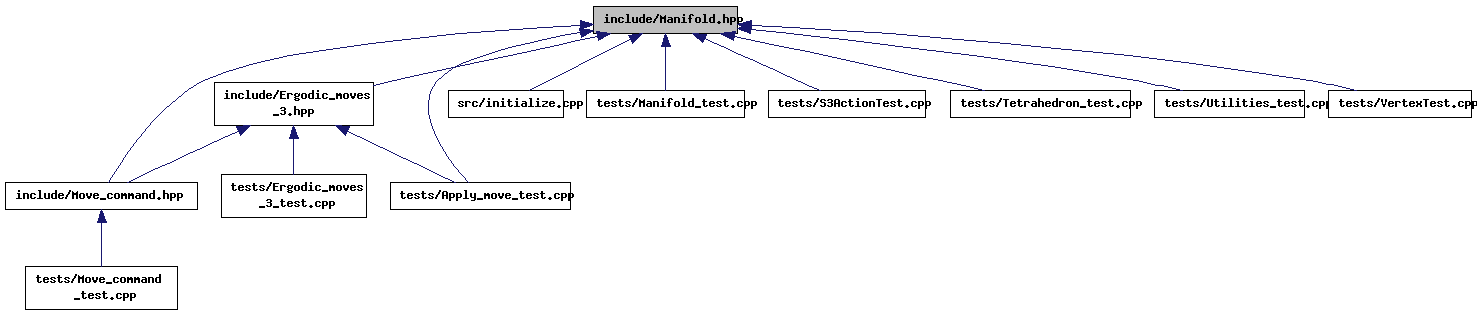 include/Manifold.hpp
include/Ergodic_moves
_3.hpp
src/initialize.cpp
tests/Manifold_test.cpp
tests/S3ActionTest.cpp
tests/Tetrahedron_test.cpp
tests/Utilities_test.cpp
tests/VertexTest.cpp
include/Move_command.hpp
tests/Ergodic_moves
_3_test.cpp
tests/Apply_move_test.cpp
tests/Move_command
_test.cpp